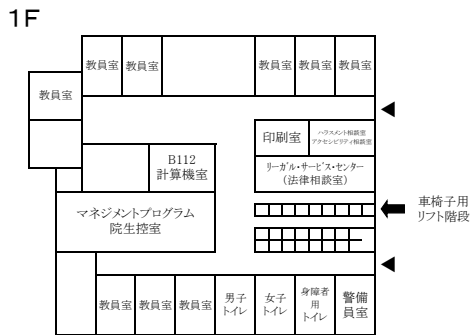 1F
教員室 教員室 教員室 教員室 教員室
教員室
印刷室
ハラスメント相談室
アクセシビリティ相談室
B112
計算機室
リーガル・サービス・センター
(法律相談室)
車椅子用
リフト階段
マネジメントプログラム
院生控室
教員室 教員室 教員室
男子
トイレ
女子
トイレ
身障者
用
トイレ
警備
員室